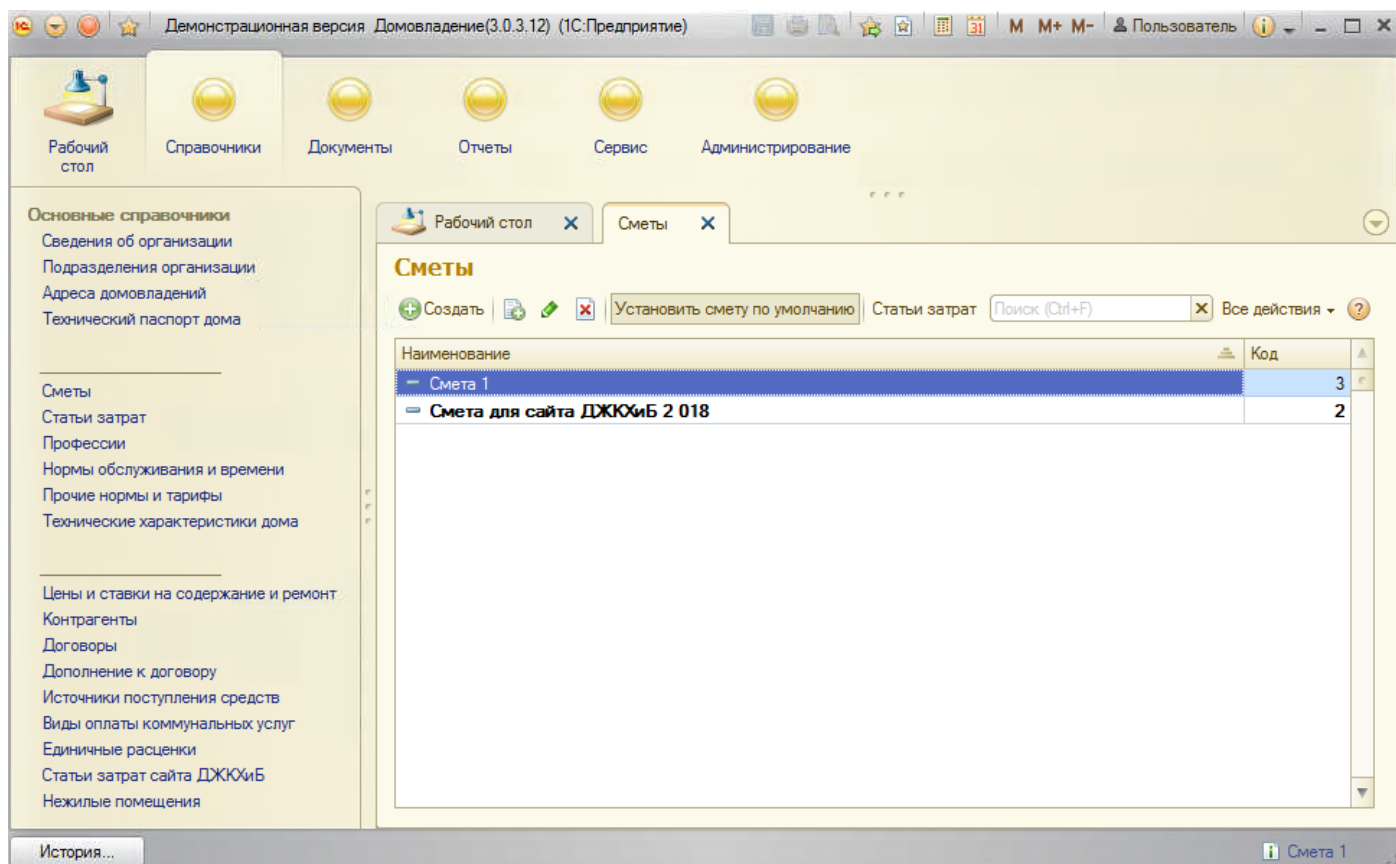 Демонстрационная версия Домовладение(3.0.3.12) (1С:Предприятие)
31 M M+ M- Пользователь
Рабочий стол
Справочники
Документы
Отчеты
Сервис
Администрирование
Основные справочники
Сведения об организации
Подразделения организации
Адреса домовладений
Технический паспорт дома
Сметы
Статьи затрат
Профессии
Нормы обслуживания и времени
Прочие нормы и тарифы
Технические характеристики дома
Цены и ставки на содержание и ремонт
Контрагенты
Договоры
Дополнение к договору
Источники поступления средств
Виды оплаты коммунальных услуг
Единичные расценки
Статьи затрат сайта ДЖКХиБ
Нежилые помещения
Рабочий стол
Сметы
Сметы
Создать Установить смету по умолчанию Статьи затрат Поиск (Ctrl+F) Все действия ?
Наименование Код
Смета 1 3
Смета для сайта ДЖКХиБ 2 018 2
История...
Смета 1